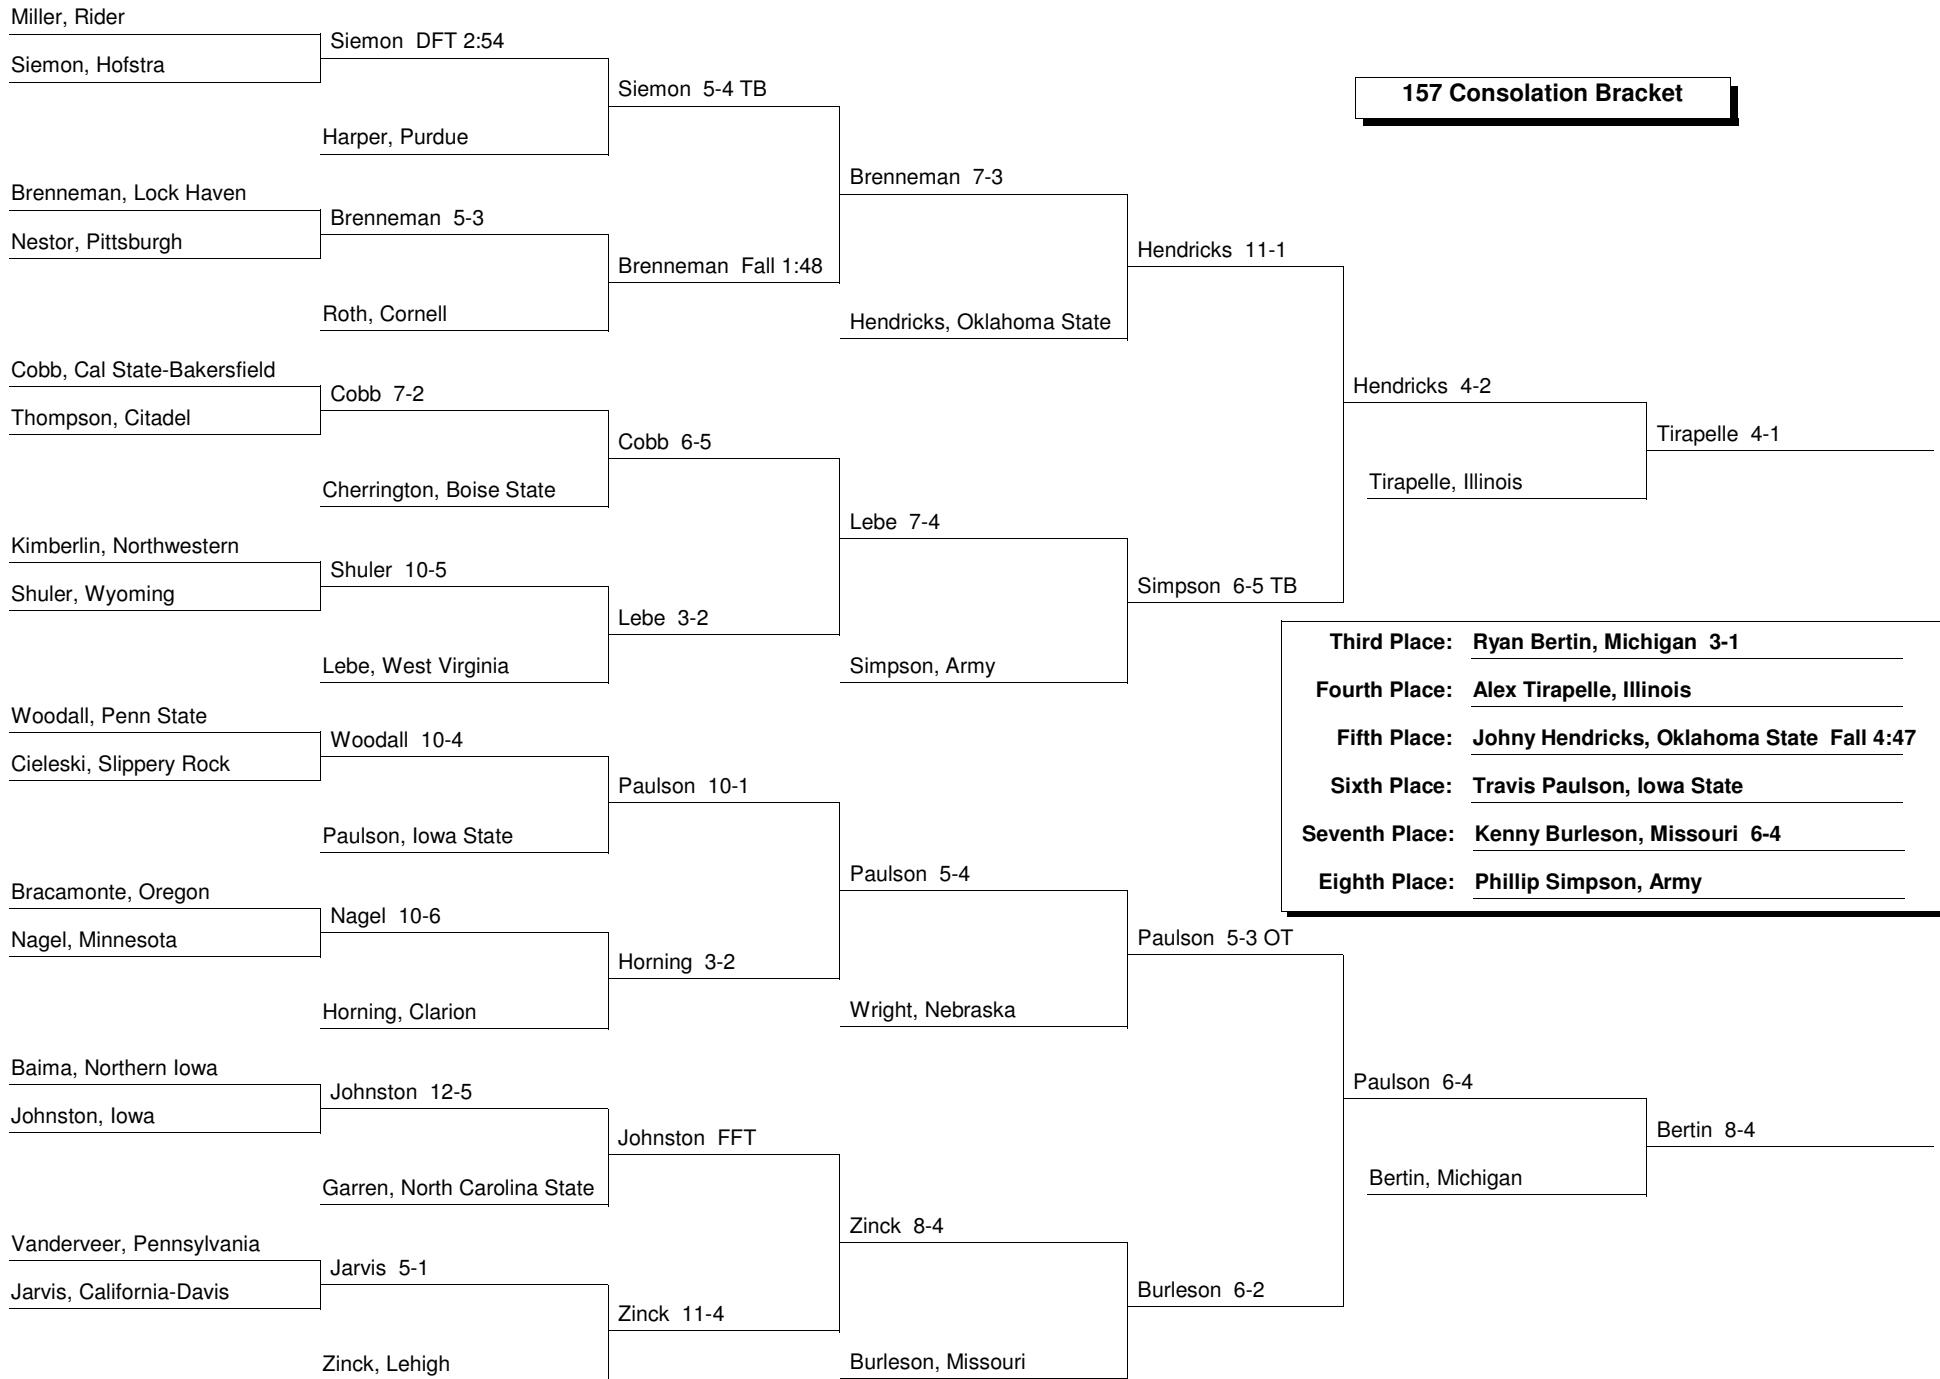 Miller, Rider
Siemon, Hofstra
Siemon  DFT 2:54
Harper, Purdue
Siemon  5-4 TB
Brenneman, Lock Haven
Nestor, Pittsburgh
Brenneman  5-3
Roth, Cornell
Brenneman  Fall 1:48
Brenneman  7-3
Hendricks, Oklahoma State
Hendricks  11-1
Cobb, Cal State-Bakersfield
Thompson, Citadel
Cobb  7-2
Cherrington, Boise State
Cobb  6-5
Kimberlin, Northwestern
Shuler, Wyoming
Shuler  10-5
Lebe, West Virginia
Lebe  3-2
Lebe  7-4
Simpson, Army
Simpson  6-5 TB
Hendricks  4-2
Tirapelle, Illinois
Tirapelle  4-1
157 Consolation Bracket
Third Place: Ryan Bertin, Michigan  3-1
Fourth Place: Alex Tirapelle, Illinois
Fifth Place: Johny Hendricks, Oklahoma State  Fall 4:47
Sixth Place: Travis Paulson, Iowa State
Seventh Place: Kenny Burleson, Missouri  6-4
Eighth Place: Phillip Simpson, Army
Woodall, Penn State
Cieleski, Slippery Rock
Woodall  10-4
Paulson, Iowa State
Paulson  10-1
Bracamonte, Oregon
Nagel, Minnesota
Nagel  10-6
Horning, Clarion
Horning  3-2
Paulson  5-4
Wright, Nebraska
Paulson  5-3 OT
Baima, Northern Iowa
Johnston, Iowa
Johnston  12-5
Garren, North Carolina State
Johnston  FFT
Vanderveer, Pennsylvania
Jarvis, California-Davis
Jarvis  5-1
Zinck, Lehigh
Zinck  11-4
Zinck  8-4
Burleson, Missouri
Burleson  6-2
Paulson  6-4
Bertin, Michigan
Bertin  8-4